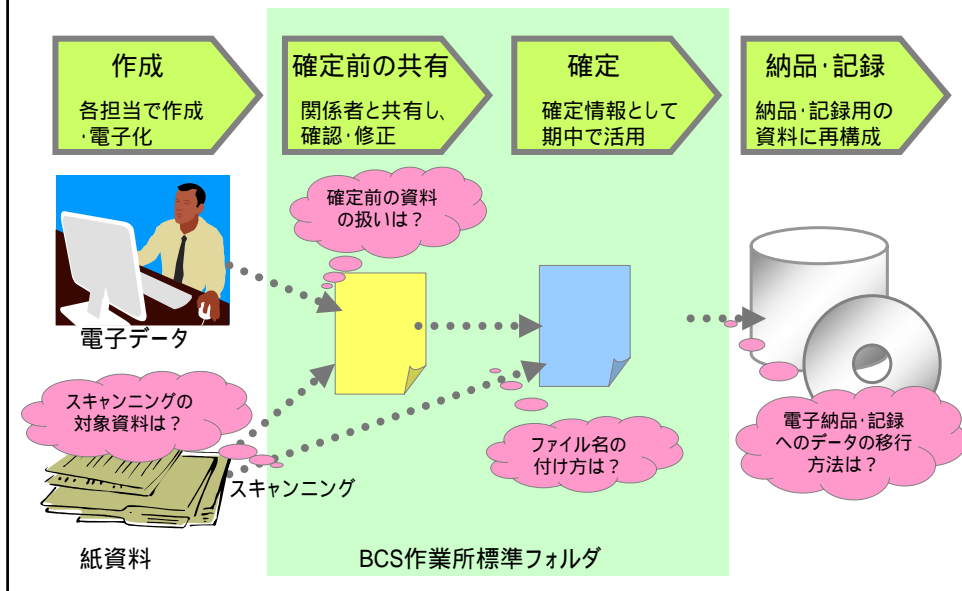 作成
各担当で作成
・電子化
確定前の共有
関係者と共有し、
確認・修正
確定
確定情報として
期中で活用
納品・記録
納品・記録用の
資料に再構成
確定前の資料
の扱いは？
電子データ
スキャンニングの
対象資料は？
スキャンニング
ファイル名の
付け方は？
電子納品・記録
へのデータの移行
方法は？
紙資料
BCS作業所標準フォルダ